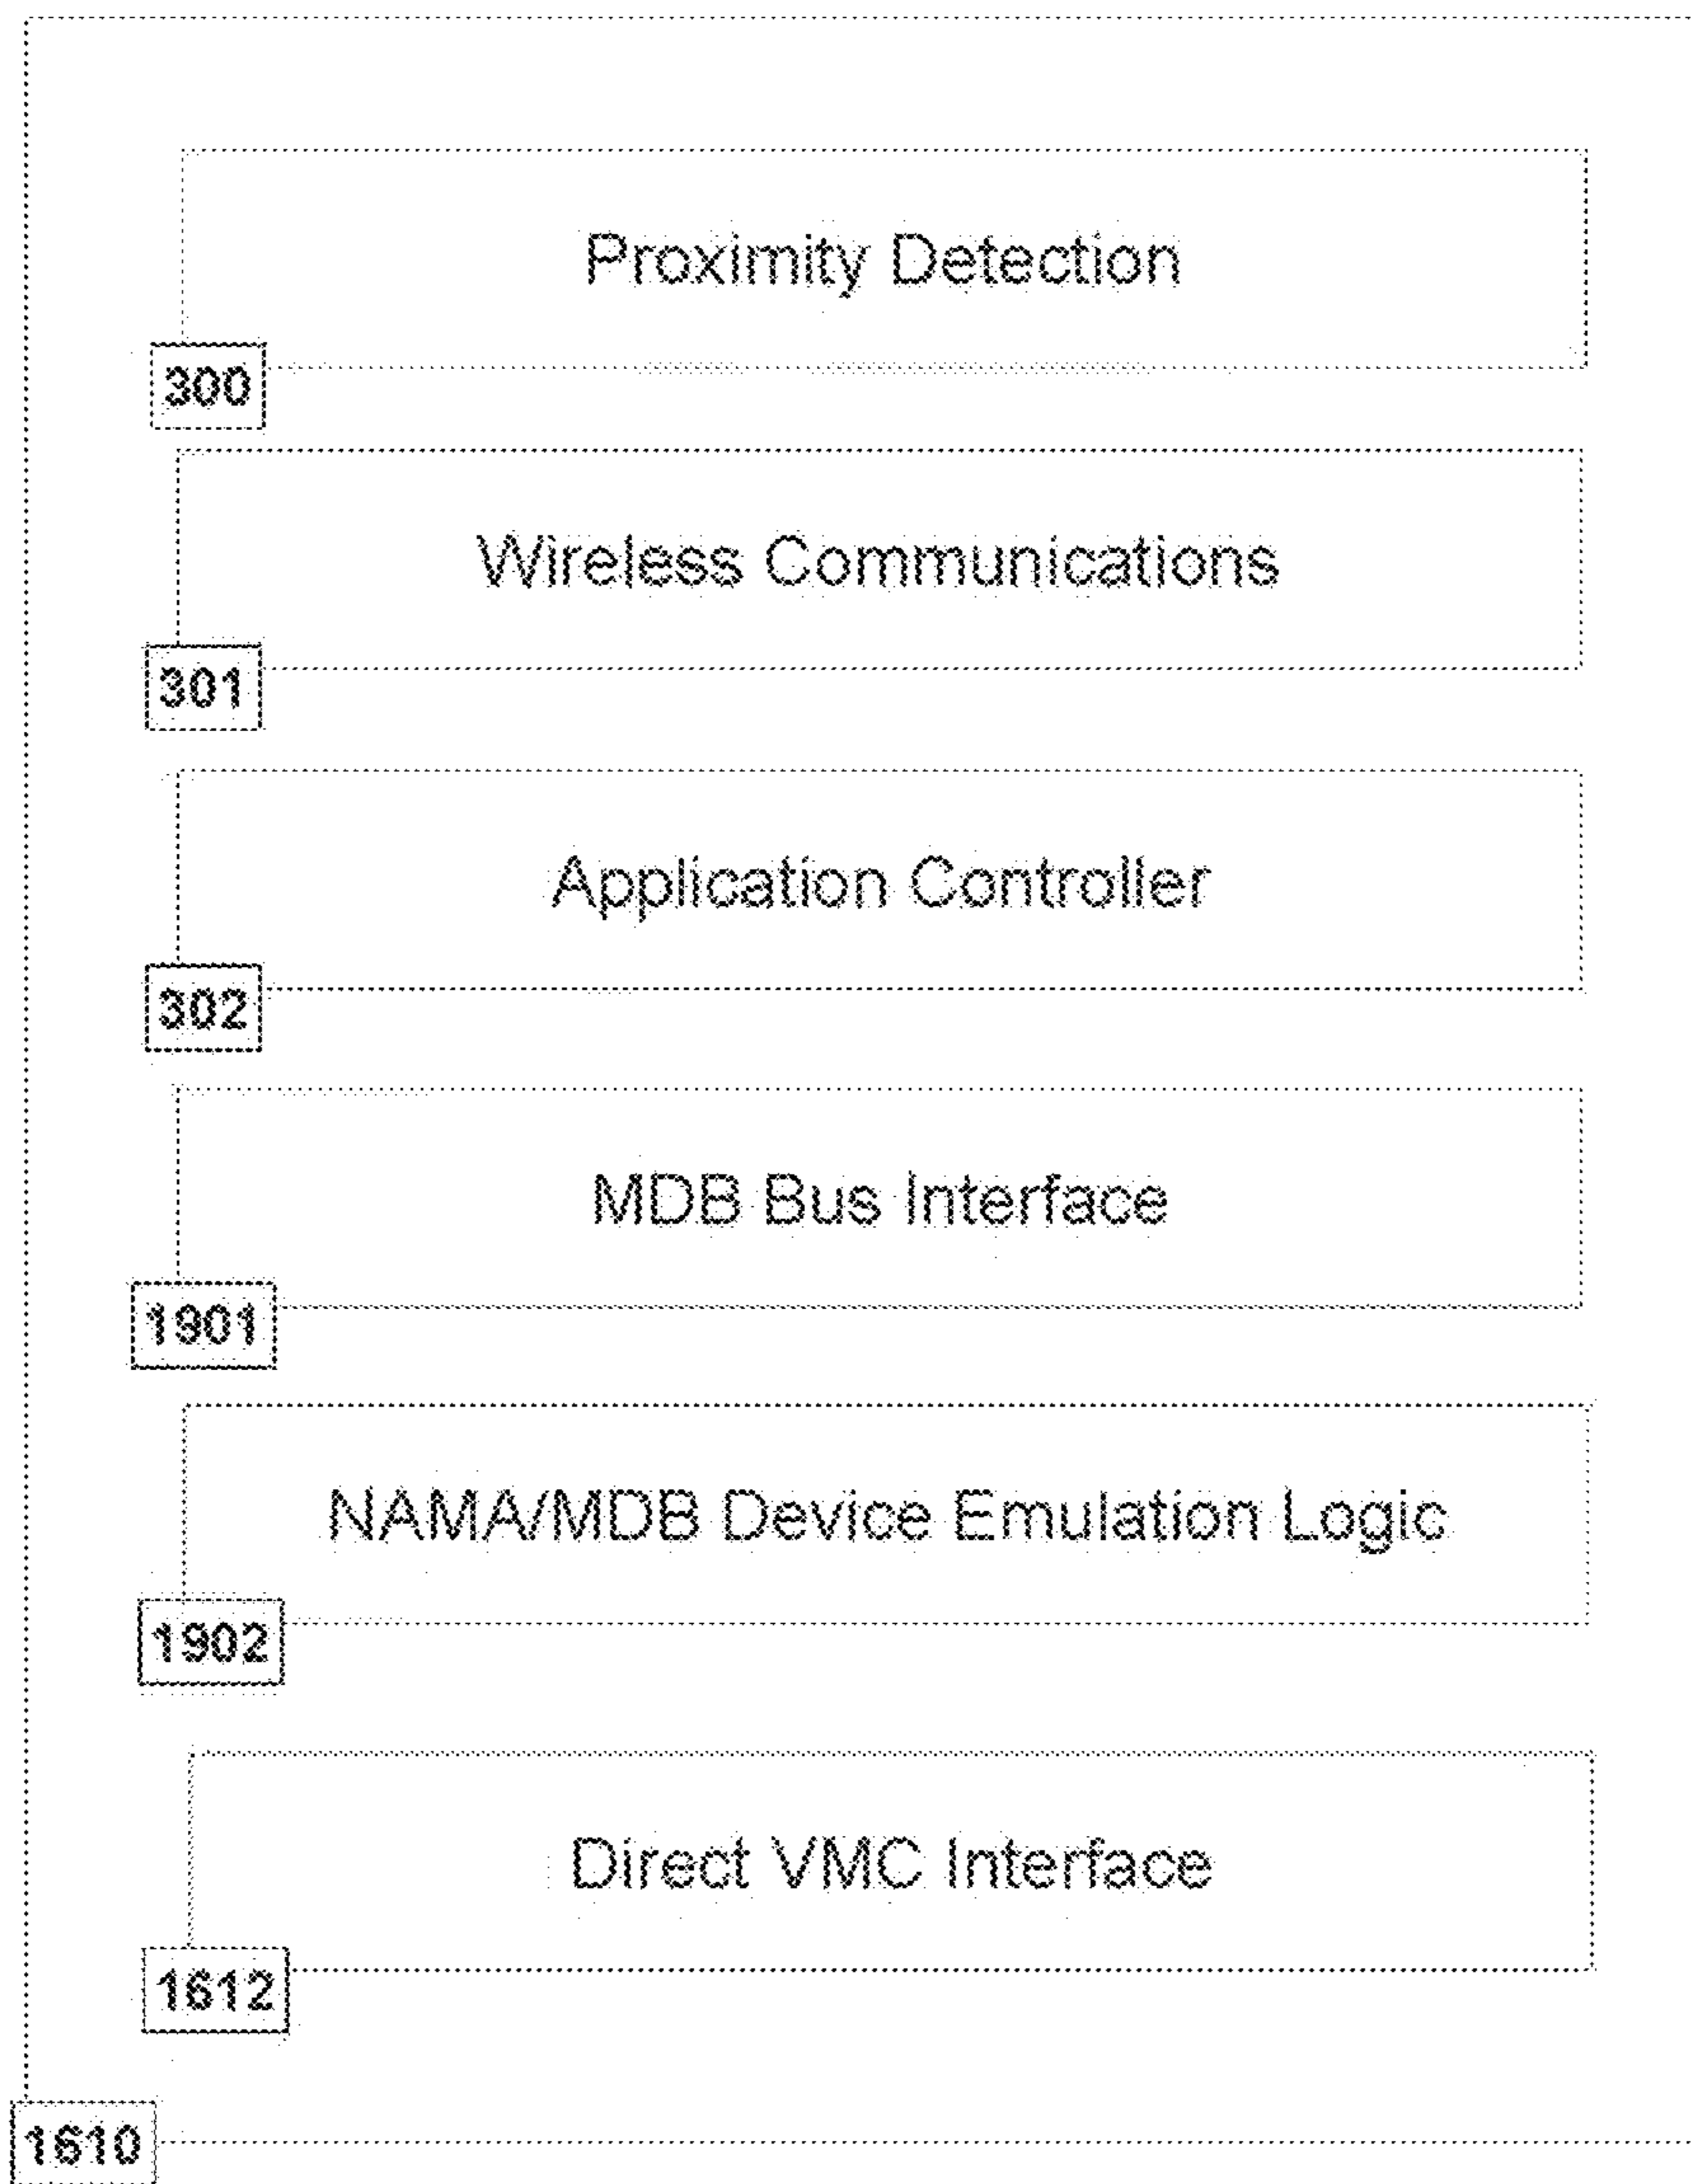 Proximity Detection
300
Wireless Communications
301
Application Controller
302
MDB Bus Interface
1901
NAMA/MDB Device Emulation Logic
1902
Direct VMC Interface
1612
1610